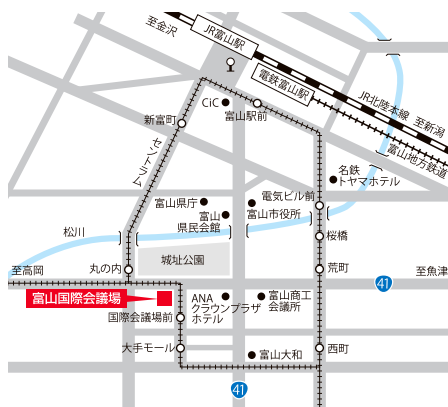 至金沢
JR富山駅
電鉄富山駅
JR北陸本線 至新潟
富山地方鉄道
CiC
富山駅前
新富町
セントラム
名鉄
トヤマホテル
富山県庁
電気ビル前
富山
県民会館
富山市役所
松川
桜橋
城址公園
至高岡
丸の内
荒町
至魚津
41
富山国際会議場
ANA
クラウンプラザ
ホテル
富山商工
会議所
国際会議場前
大手モール
西町
富山大和
41